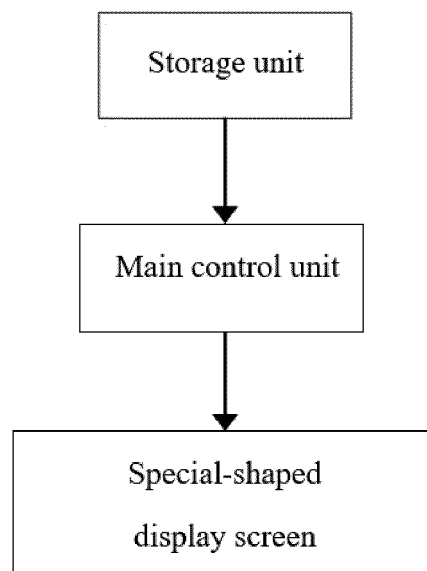 Storage unit
Main control unit
Special-shaped
display screen